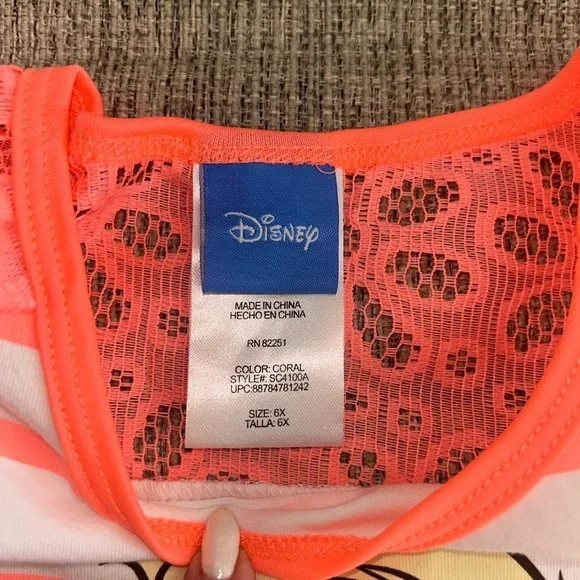 Disney
MADE IN CHINA
HECHO EN CHINA
RN 82251
COLOR: CORAL
STYLE#: SC4100A
UPC:88784781242
SIZE: 6X
TALLA: 6X